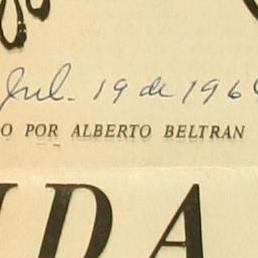 Jul. 19 de 196
O POR ALBERTO BELTRAN
IDA